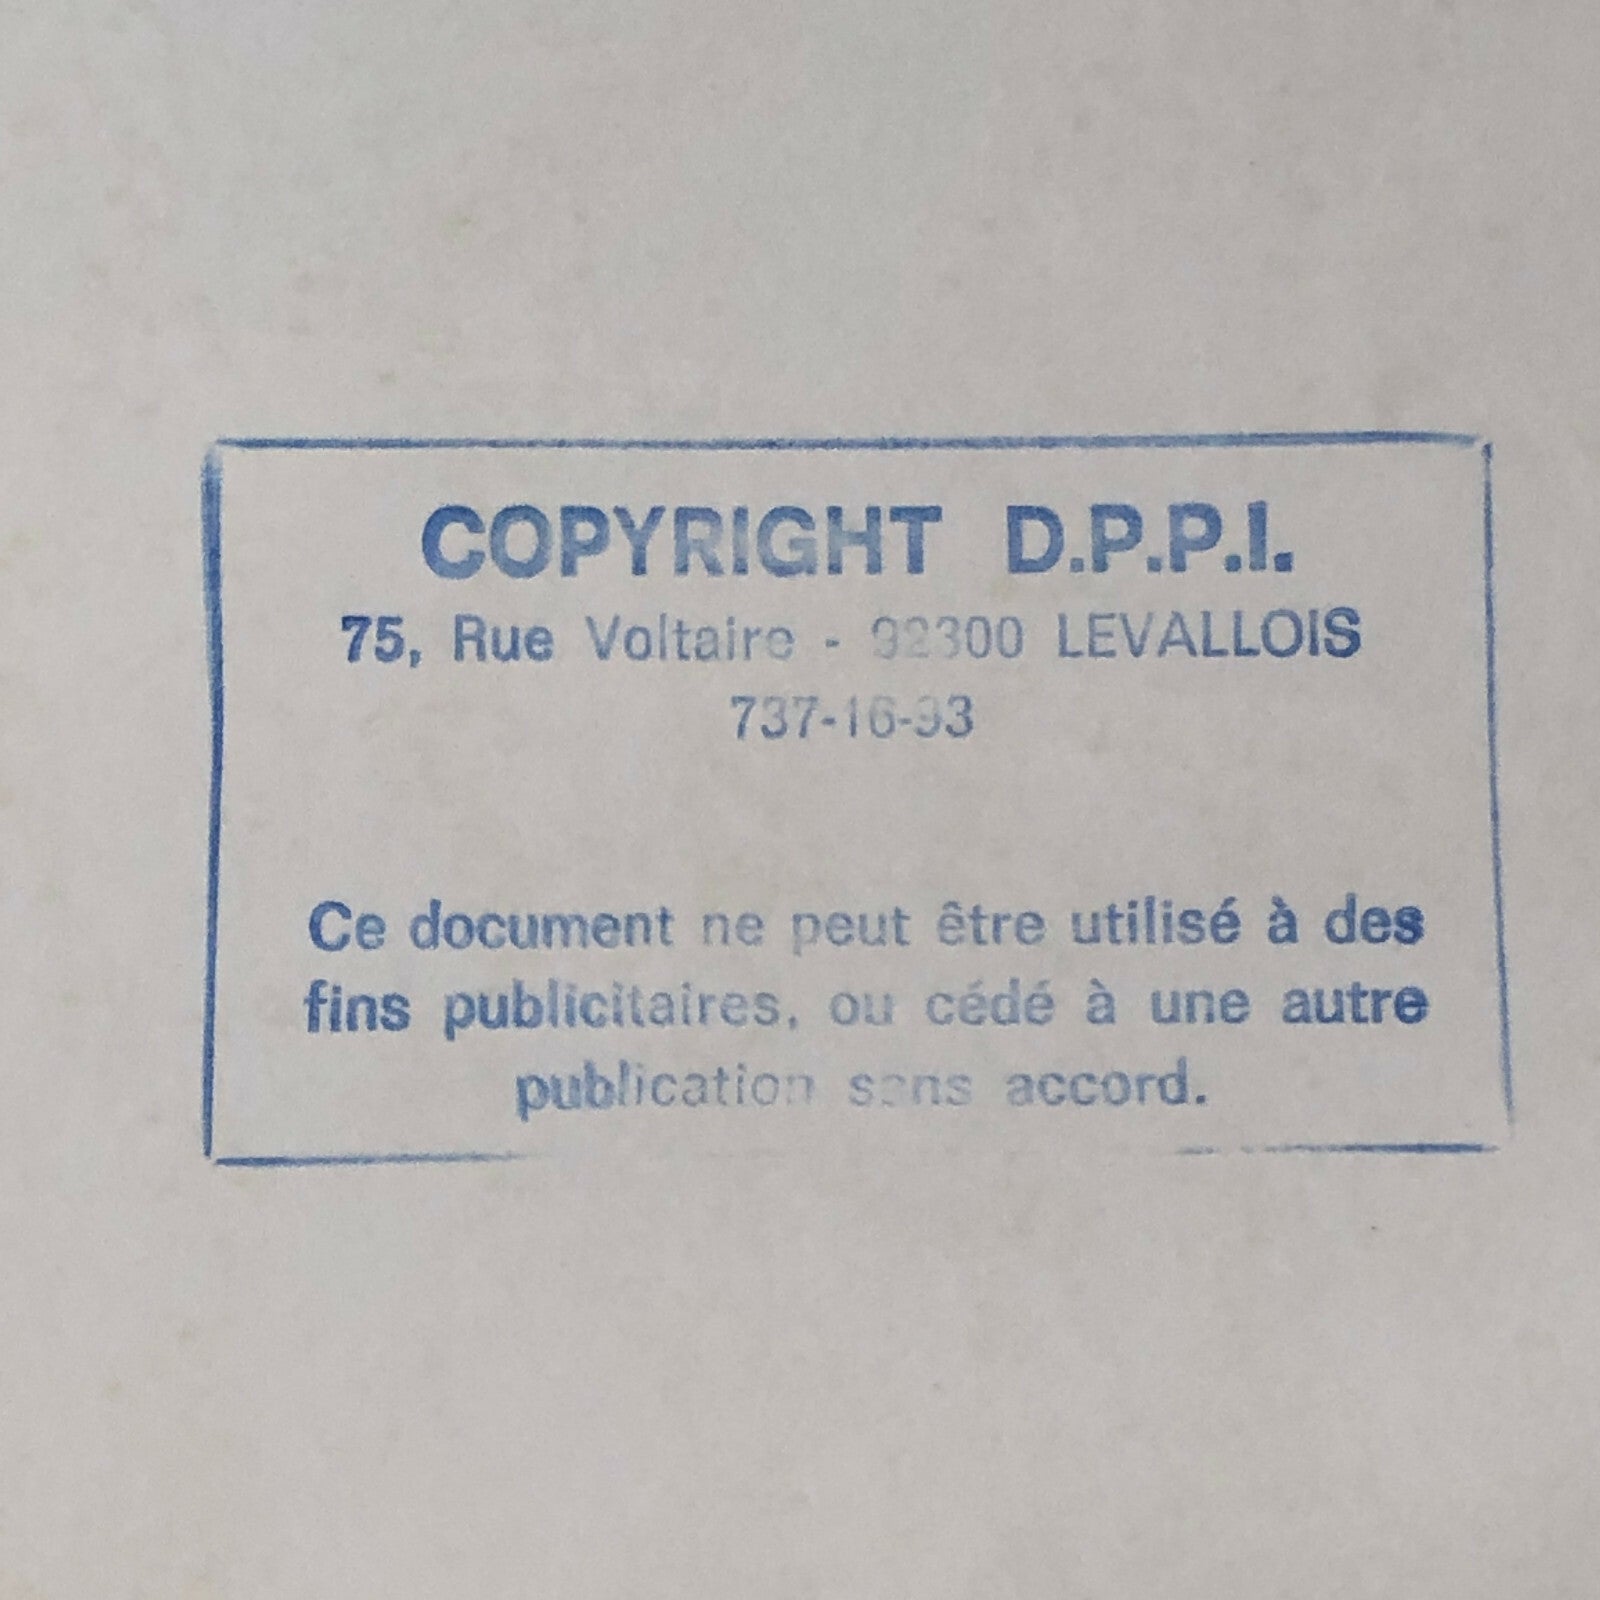 COPYRIGHT D.P.P.I.
75, Rue Voltaire - 92300 LEVALLOIS
737-16-93
Ce document ne peut être utilisé à des
fins publicitaires, ou cédé à une autre
publication sans accord.